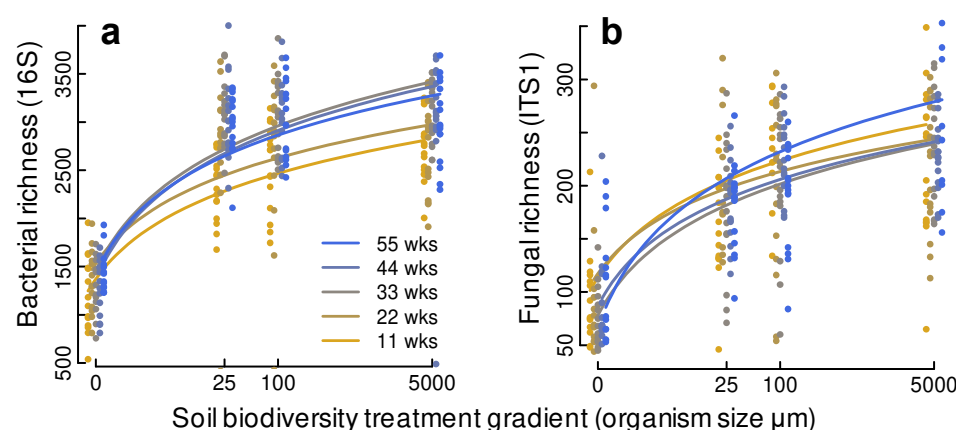 a
Bacterial richness (16S)
3500
2500
1500
500
55 wks
44 wks
33 wks
22 wks
11 wks
0
25
100
5000
b
Fungal richness (ITS1)
300
200
100
50
0
25
100
5000
Soil biodiversity treatment gradient (organism size μm)